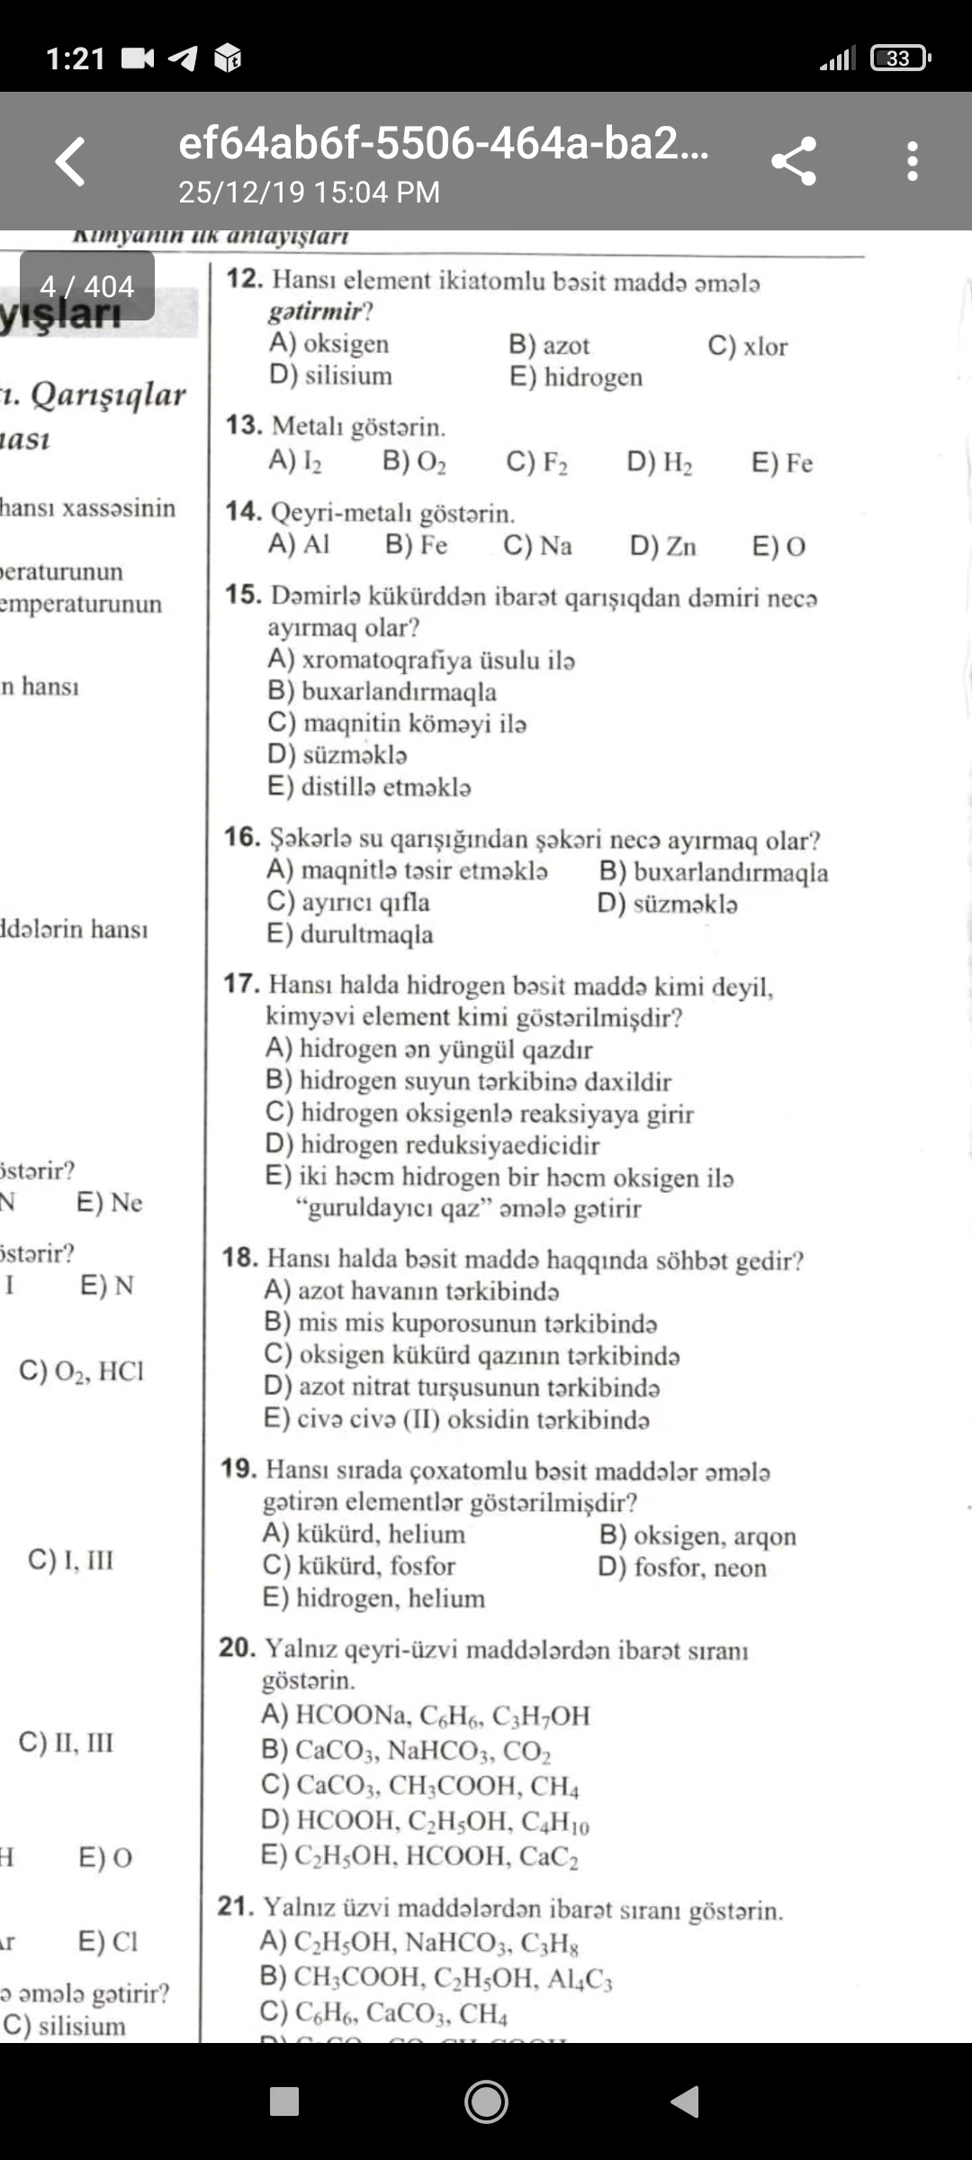 1:21
33
ef64ab6f-5506-464a-ba2...
25/12/19 15:04 PM
Kimyanın ilk anlayışları
4 / 404
yışları
ı. Qarışıqlar
hansı xassəsinin
peraturunun
emperaturunun
n hansı
ddələrin hansı
östərir?
N E) Ne
östərir?
I E) N
C) O₂, HCl
C) I, III
C) II, III
H E) O
Ar E) Cl
ə əmələ gətirir?
C) silisium
12. Hansı element ikiatomlu bəsit maddə əmələ
gətirmir?
A) oksigen B) azot C) xlor
D) silisium E) hidrogen
13. Metalı göstərin.
A) I₂ B) O₂ C) F₂ D) H₂ E) Fe
14. Qeyri-metalı göstərin.
A) Al B) Fe C) Na D) Zn E) O
15. Dəmirlə kükürddən ibarət qarışıqdan dəmiri necə
ayırmaq olar?
A) xromatoqrafiya üsulu ilə
B) buxarlandırmaqla
C) maqnitin köməyi ilə
D) süzməklə
E) distillə etməklə
16. Şəkərlə su qarışığından şəkəri necə ayırmaq olar?
A) maqnitlə təsir etməklə B) buxarlandırmaqla
C) ayırıcı qıfla D) süzməklə
E) durultmaqla
17. Hansı halda hidrogen bəsit maddə kimi deyil,
kimyəvi element kimi göstərilmişdir?
A) hidrogen ən yüngül qazdır
B) hidrogen suyun tərkibinə daxildir
C) hidrogen oksigenlə reaksiyaya girir
D) hidrogen reduksiyaedicidir
E) iki həcm hidrogen bir həcm oksigen ilə
“guruldayıcı qaz” əmələ gətirir
18. Hansı halda bəsit maddə haqqında söhbət gedir?
A) azot havanın tərkibində
B) mis mis kuporosunun tərkibində
C) oksigen kükürd qazının tərkibində
D) azot nitrat turşusunun tərkibində
E) civə civə (II) oksidin tərkibində
19. Hansı sırada çoxatomlu bəsit maddələr əmələ
gətirən elementlər göstərilmişdir?
A) kükürd, helium B) oksigen, arqon
C) kükürd, fosfor D) fosfor, neon
E) hidrogen, helium
20. Yalnız qeyri-üzvi maddələrdən ibarət sıranı
göstərin.
A) HCOONa, C₆H₆, C₃H₇OH
B) CaCO₃, NaHCO₃, CO₂
C) CaCO₃, CH₃COOH, CH₄
D) HCOOH, C₂H₅OH, C₄H₁₀
E) C₂H₅OH, HCOOH, CaC₂
21. Yalnız üzvi maddələrdən ibarət sıranı göstərin.
A) C₂H₅OH, NaHCO₃, C₃H₈
B) CH₃COOH, C₂H₅OH, Al₄C₃
C) C₆H₆, CaCO₃, CH₄